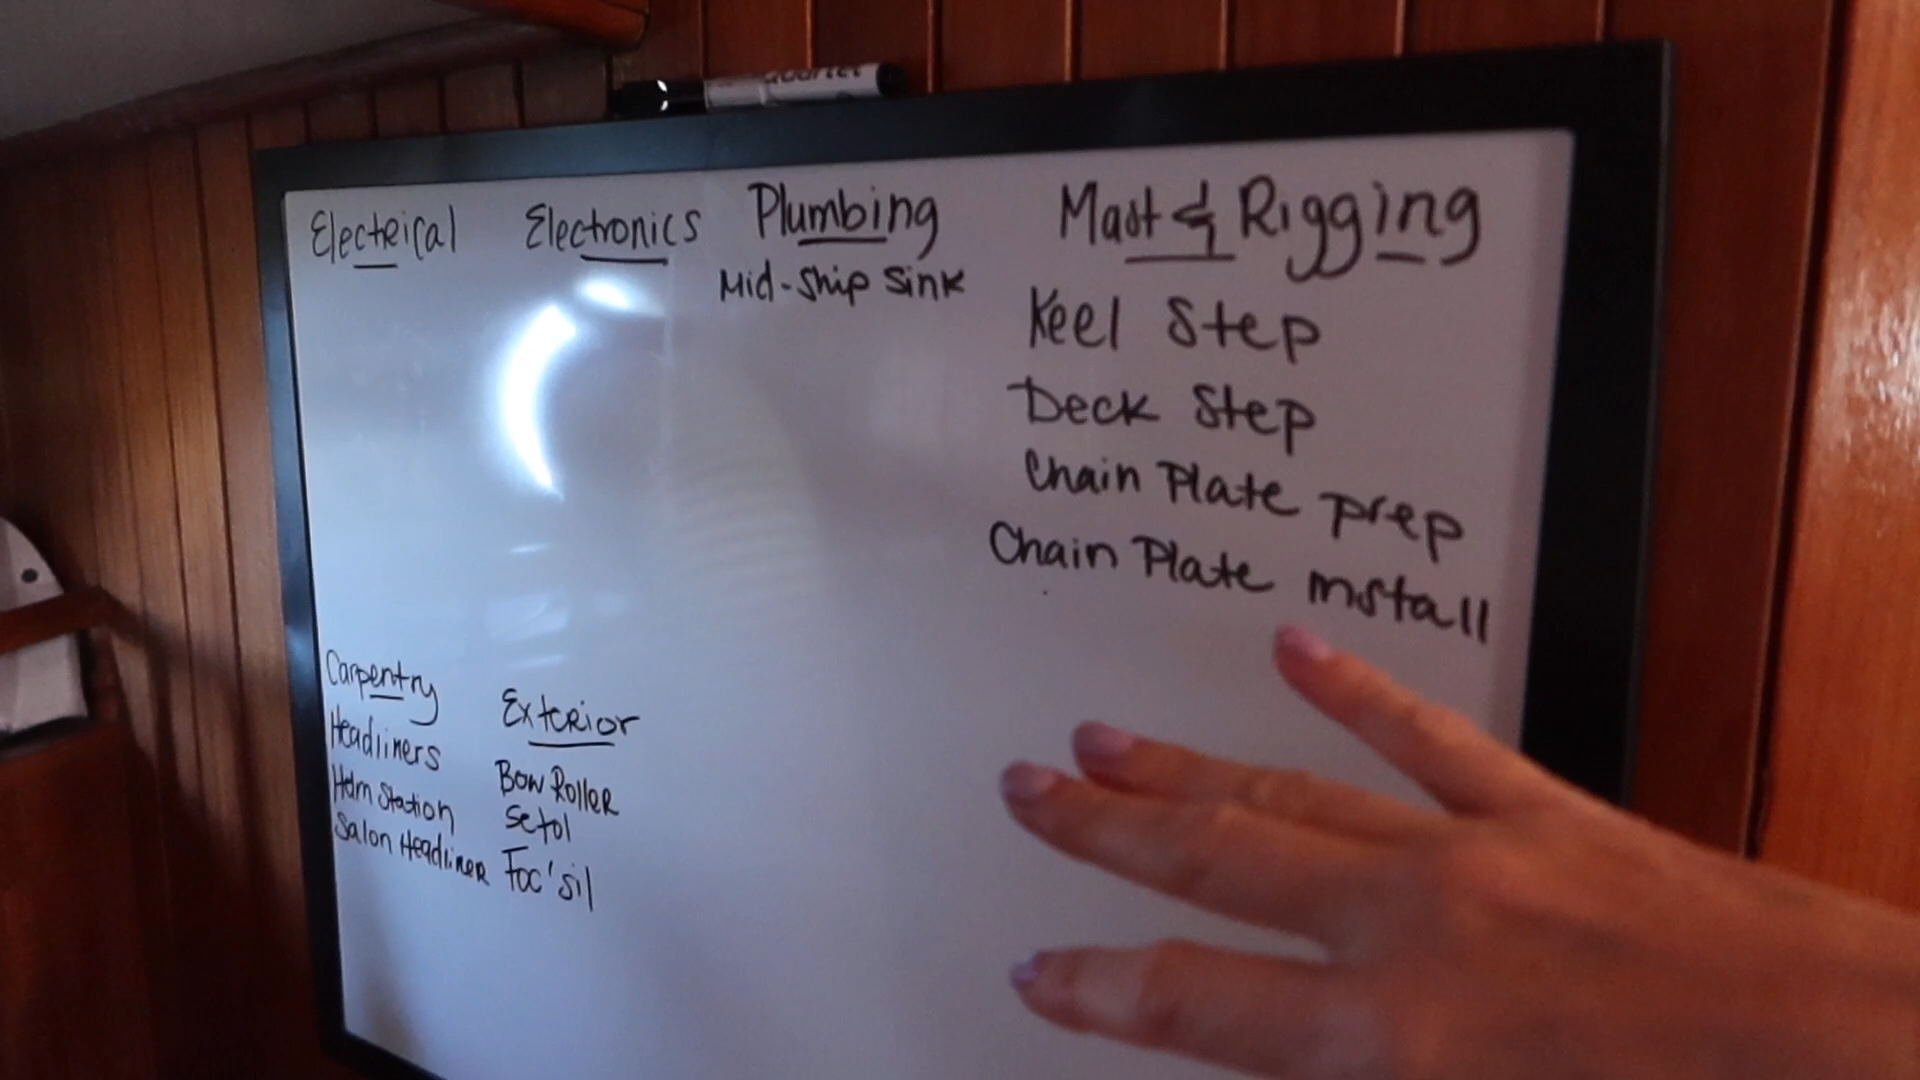 Quartet
Electrical
Electronics
Plumbing
Mid-Ship Sink
Mast & Rigging
Keel Step
Deck Step
Chain Plate prep
Chain Plate install
Carpentry
Headliners
Helm Station
Salon Headliner
Exterior
Bow Roller
Setol
Foc'sil